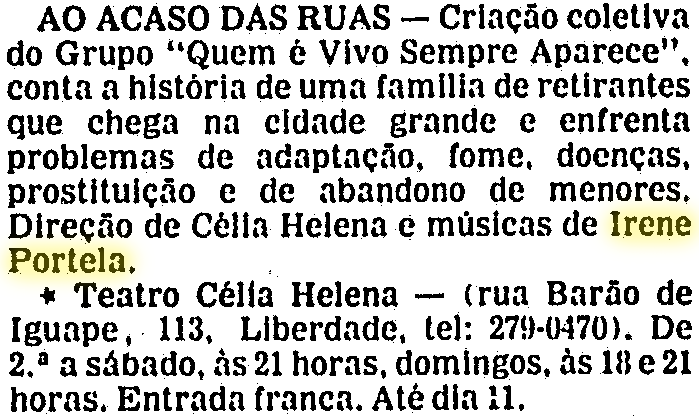 AO ACASO DAS RUAS — Criação coletiva
do Grupo "Quem é Vivo Sempre Aparece",
conta a história de uma família de retirantes
que chega na cidade grande e enfrenta
problemas de adaptação, fome, doenças,
prostituição e de abandono de menores.
Direção de Célia Helena e músicas de Irene
Portela.
* Teatro Célia Helena — (rua Barão de
Iguape, 113, Liberdade, tel: 279-0470). De
2.ª a sábado, às 21 horas, domingos, às 18 e 21
horas. Entrada franca. Até dia 11.